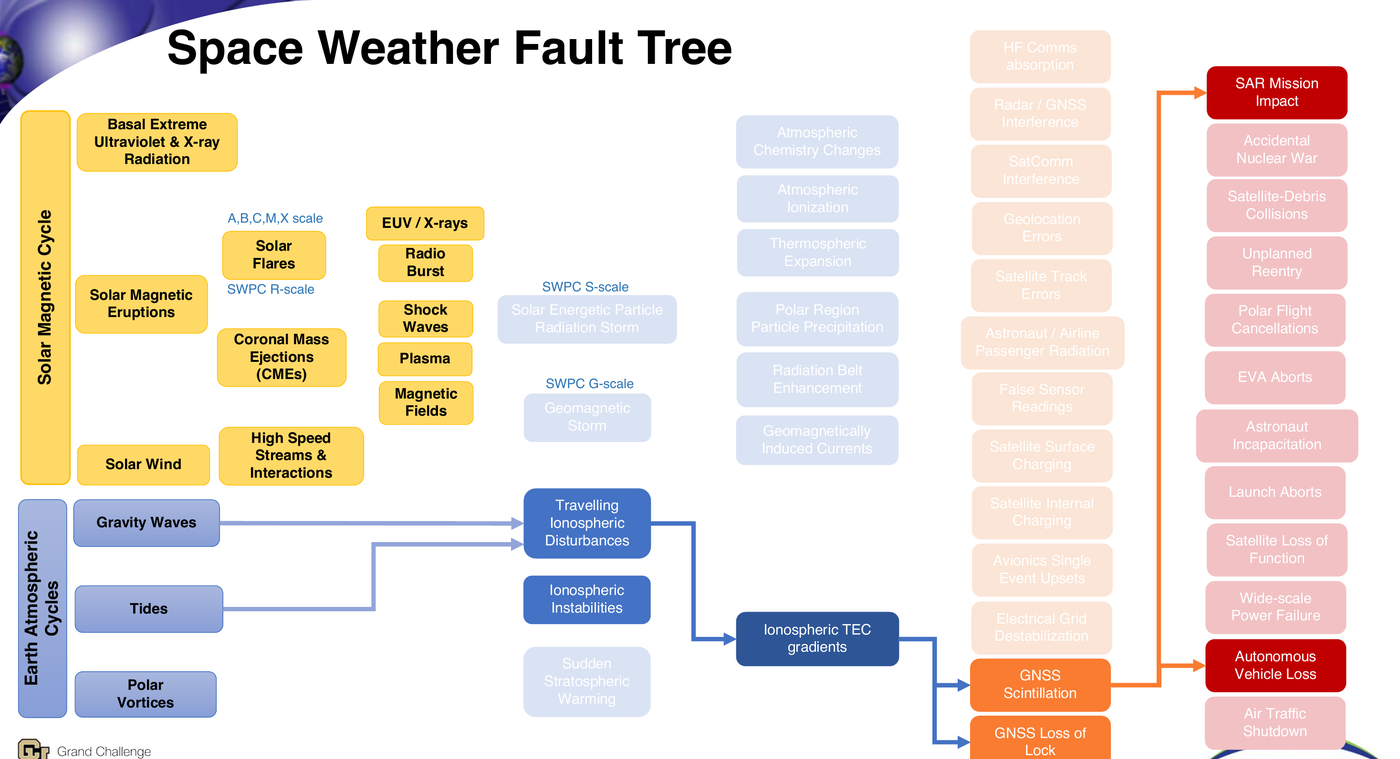 Space Weather Fault Tree
Solar Magnetic Cycle
Basal Extreme
Ultraviolet & X-ray
Radiation
Solar Magnetic
Eruptions
Solar Wind
A,B,C,M,X scale
Solar
Flares
SWPC R-scale
Coronal Mass
Ejections
(CMEs)
High Speed
Streams &
Interactions
EUV / X-rays
Radio
Burst
Shock
Waves
Plasma
Magnetic
Fields
SWPC S-scale
Solar Energetic Particle
Radiation Storm
SWPC G-scale
Geomagnetic
Storm
Earth Atmospheric
Cycles
Gravity Waves
Tides
Polar
Vortices
Travelling
Ionospheric
Disturbances
Ionospheric
Instabilities
Sudden
Stratospheric
Warming
Atmospheric
Chemistry Changes
Atmospheric
Ionization
Thermospheric
Expansion
Polar Region
Particle Precipitation
Radiation Belt
Enhancement
Geomagnetically
Induced Currents
Ionospheric TEC
gradients
HF Comms
absorption
Radar / GNSS
Interference
SatComm
Interference
Geolocation
Errors
Satellite Track
Errors
Astronaut / Airline
Passenger Radiation
False Sensor
Readings
Satellite Surface
Charging
Satellite Internal
Charging
Avionics Single
Event Upsets
Electrical Grid
Destabilization
GNSS
Scintillation
GNSS Loss of
Lock
SAR Mission
Impact
Accidental
Nuclear War
Satellite-Debris
Collisions
Unplanned
Reentry
Polar Flight
Cancellations
EVA Aborts
Astronaut
Incapacitation
Launch Aborts
Satellite Loss of
Function
Wide-scale
Power Failure
Autonomous
Vehicle Loss
Air Traffic
Shutdown
CU Grand Challenge